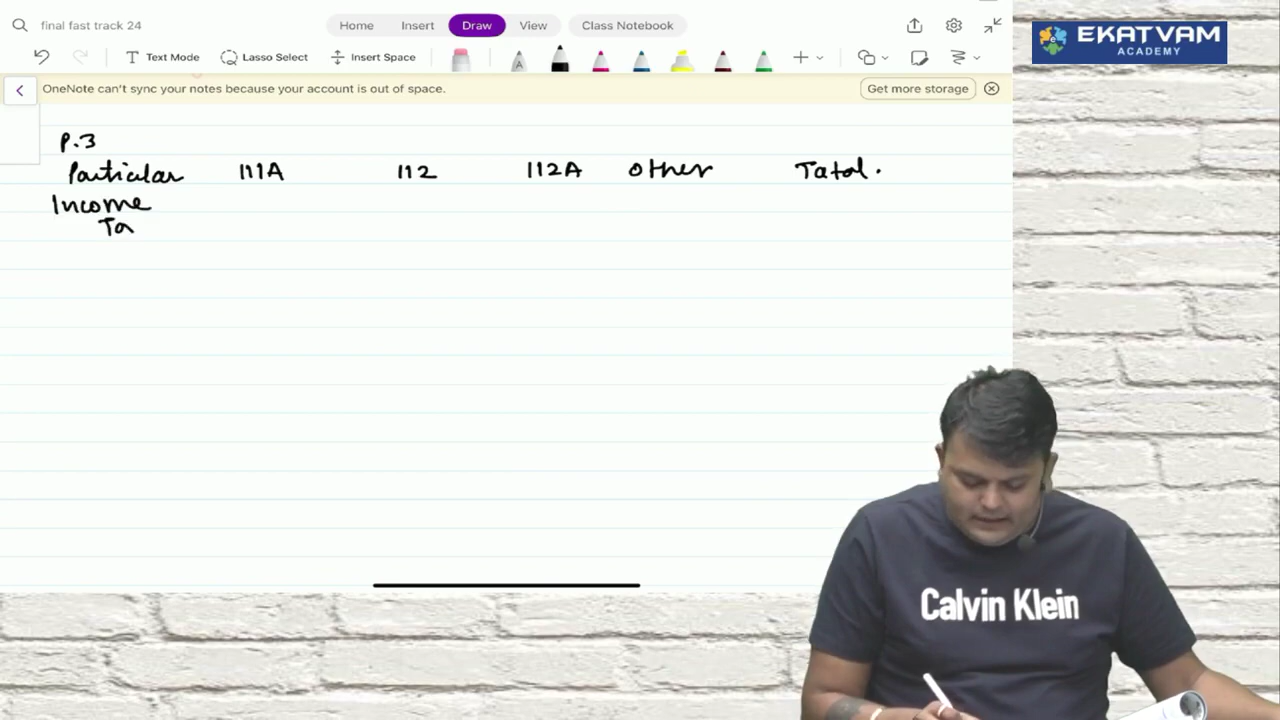 final fast track 24
Home Insert Draw View Class Notebook
EKATVAM
ACADEMY
Text Mode Lasso Select Insert Space
OneNote can't sync your notes because your account is out of space.
Get more storage
P.3
Particular 111A 112 112A Other Total.
Income
Ta
Calvin Klein